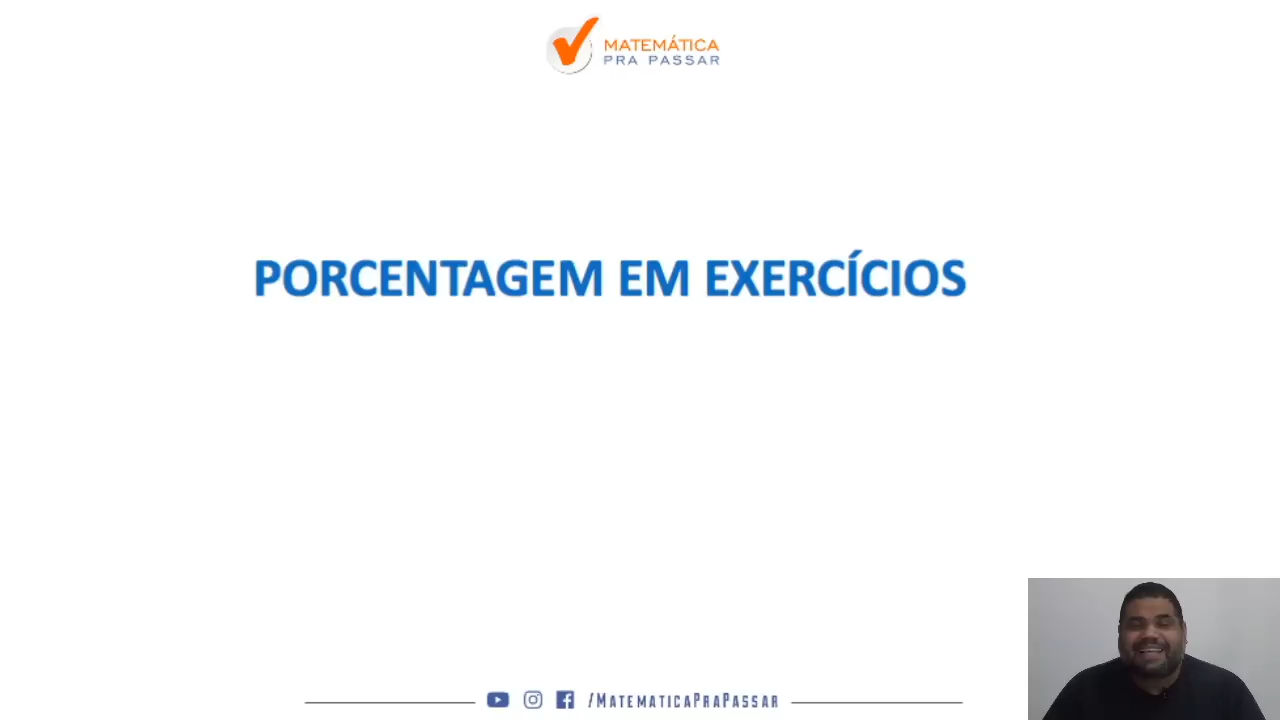 MATEMÁTICA
PRA PASSAR
PORCENTAGEM EM EXERCÍCIOS
/MATEMATICAPRAPASSAR